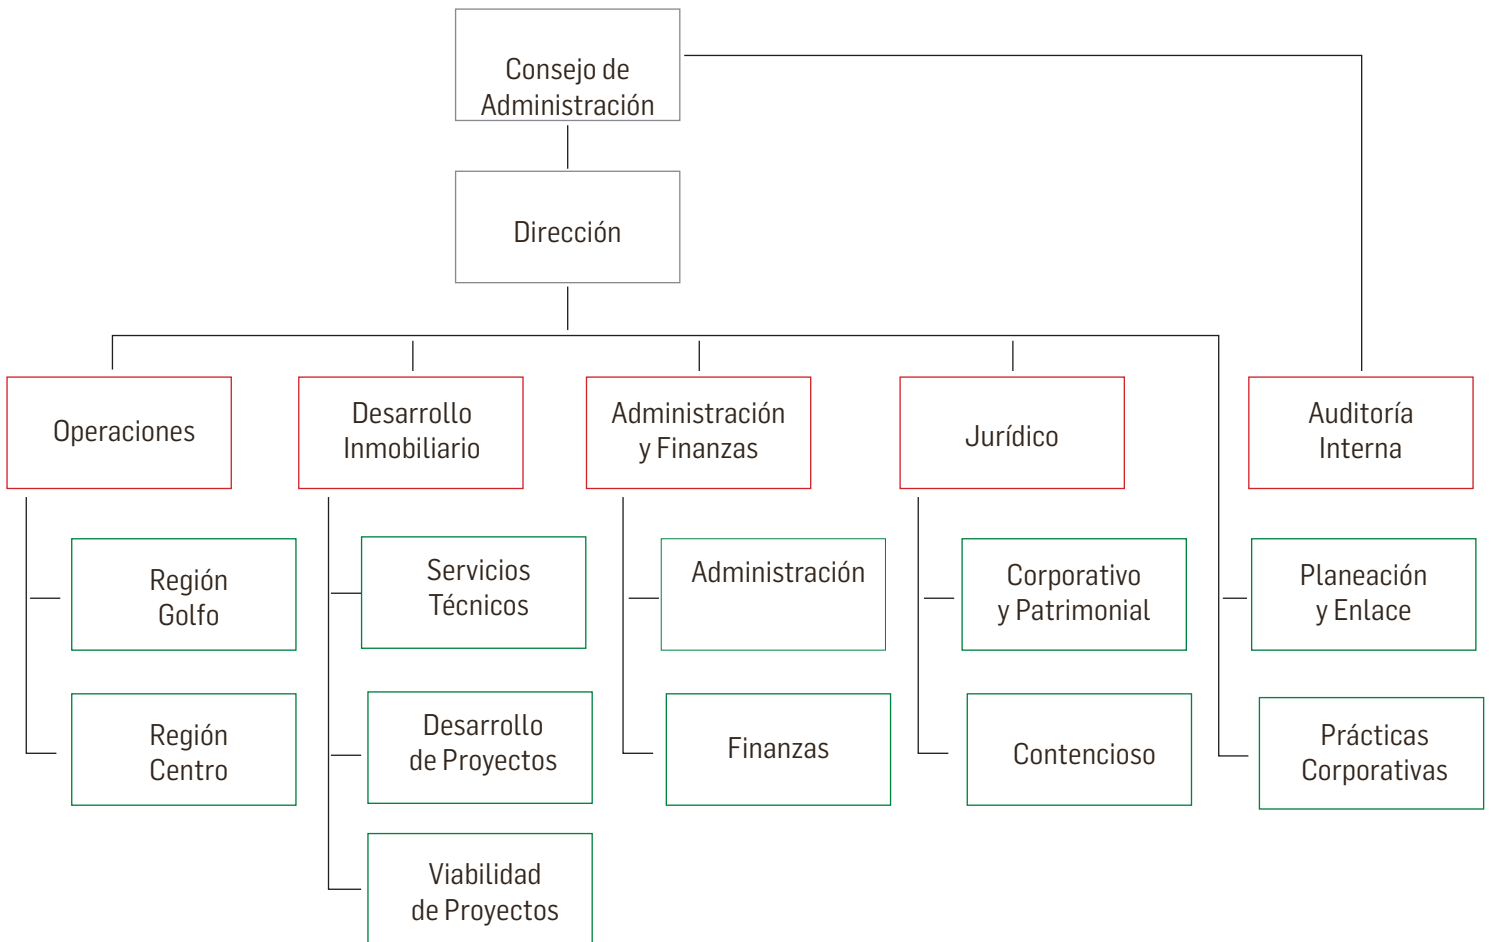 Consejo de
Administración
Dirección
Operaciones
Desarrollo
Inmobiliario
Administración
y Finanzas
Jurídico
Auditoría
Interna
Región
Golfo
Servicios
Técnicos
Administración
Corporativo
y Patrimonial
Planeación
y Enlace
Región
Centro
Desarrollo
de Proyectos
Finanzas
Contencioso
Prácticas
Corporativas
Viabilidad
de Proyectos